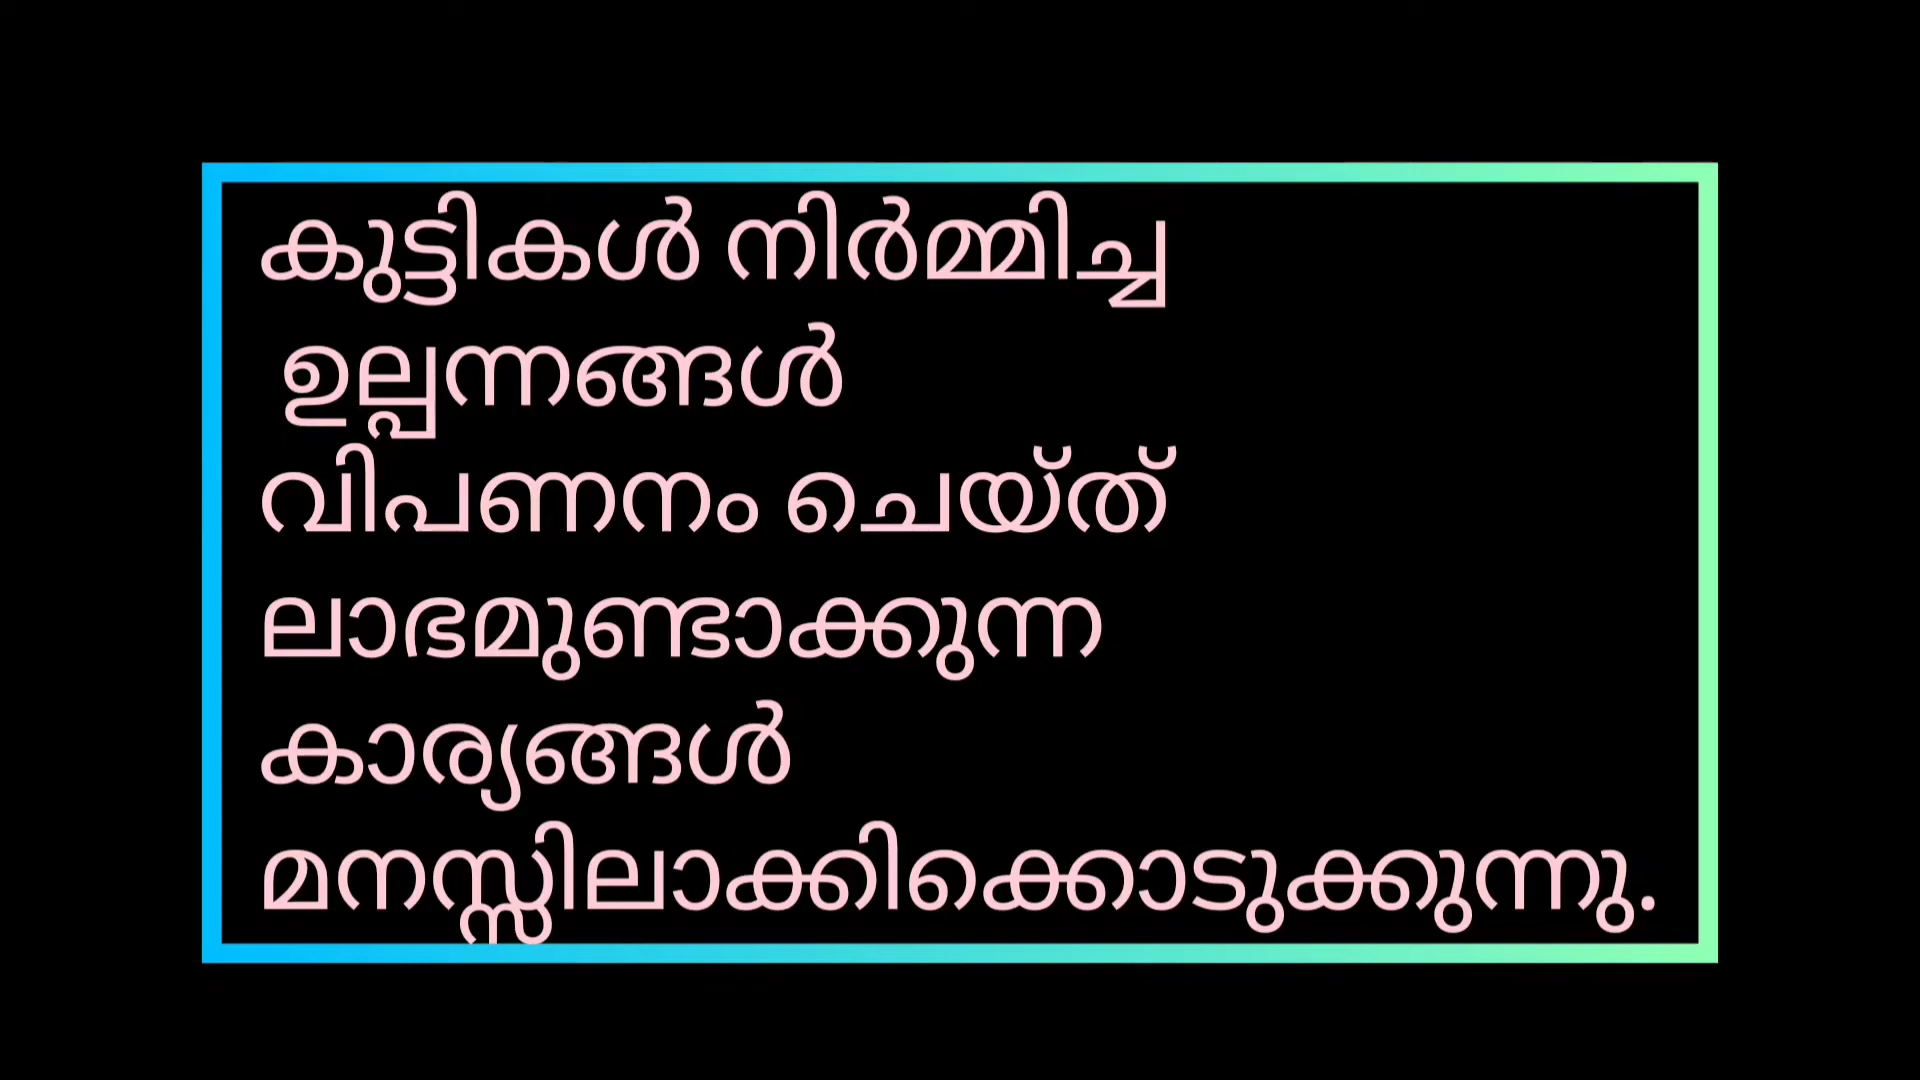 കുട്ടികൾ നിർമ്മിച്ച
ഉല്പന്നങ്ങൾ
വിപണനം ചെയ്ത്
ലാഭമുണ്ടാക്കുന്ന
കാര്യങ്ങൾ
മനസ്സിലാക്കിക്കൊടുക്കുന്നു.